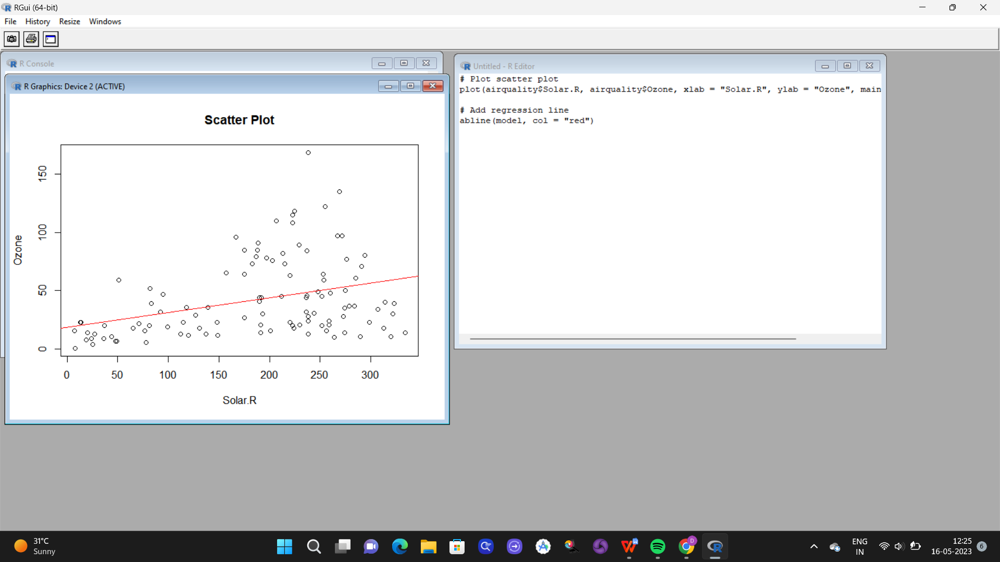 RGui (64-bit)
File History Resize Windows
R Console
R Graphics: Device 2 (ACTIVE)
Scatter Plot
150
100
50
0
Ozone
0 50 100 150 200 250 300
Solar.R
Untitled - R Editor
# Plot scatter plot
plot(airquality$Solar.R, airquality$Ozone, xlab = "Solar.R", ylab = "Ozone", main
# Add regression line
abline(model, col = "red")
31°C
Sunny
D
ENG
IN
12:25
16-05-2023
6